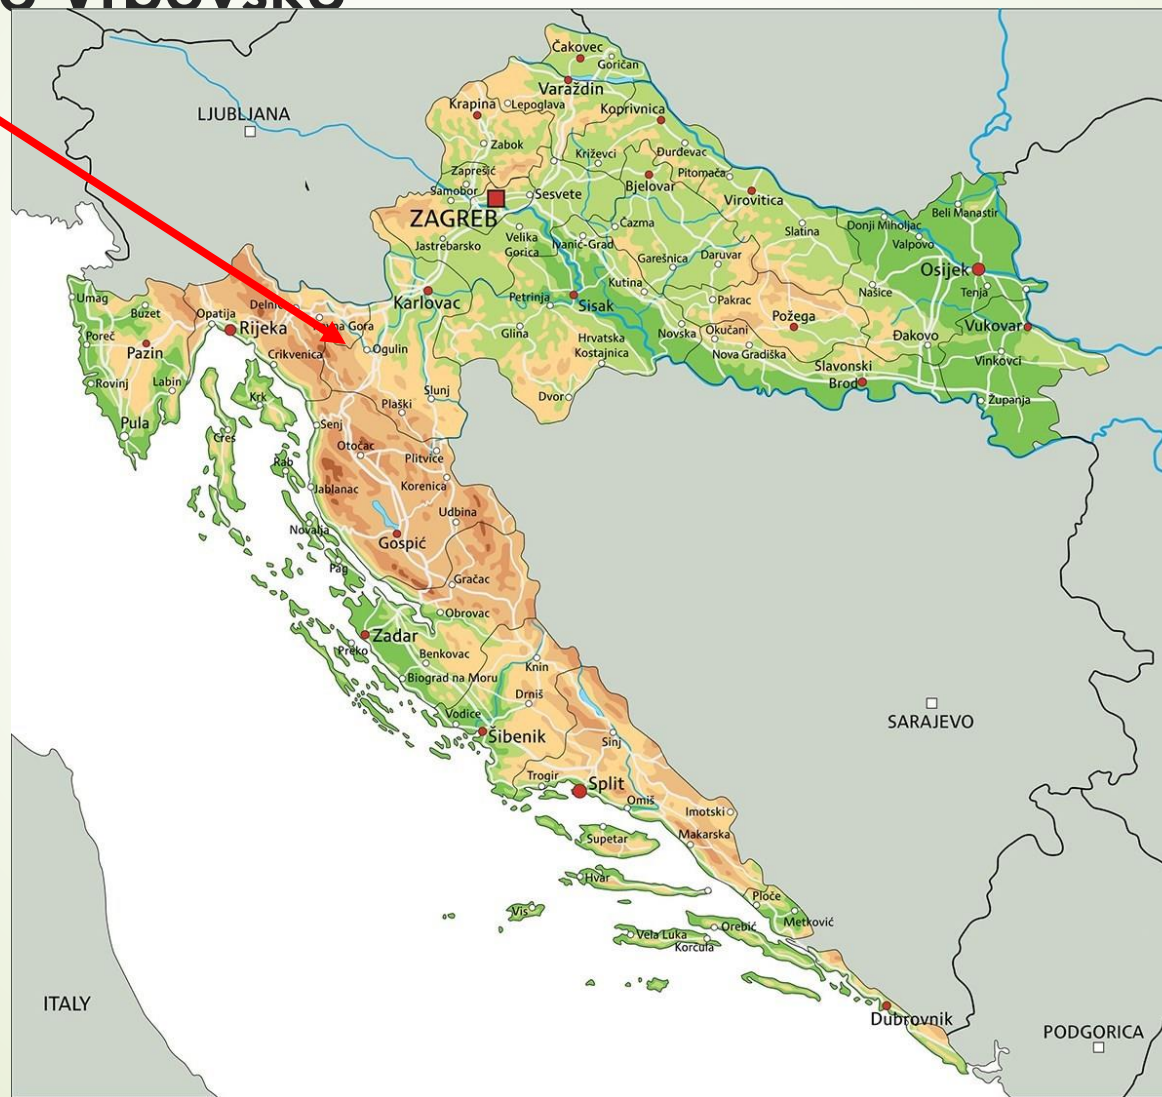 Vrbovsko
Čakovec
Goričan
Varaždin
Krapina
Lepoglava
Koprivnica
LJUBLJANA
Zabok
Križevci
Đurđevac
Zaprešić
Pitomača
Samobor
Sesvete
Bjelovar
Virovitica
ZAGREB
Beli Manastir
Čazma
Donji Miholjac
Slatina
Jastrebarsko
Velika
Gorica
Ivanić-Grad
Valpovo
Garešnica
Daruvar
Osijek
Umag
Delnice
Karlovac
Petrinja
Sisak
Kutina
Pakrac
Našice
Tenja
Buzet
Opatija
Rijeka
Gora
Požega
Vukovar
Poreč
Pazin
Crikvenica
Ogulin
Glina
Hrvatska
Kostajnica
Novska
Okučani
Nova Gradiška
Đakovo
Vinkovci
Rovinj
Labin
Krk
Slunj
Dvor
Slavonski
Brod
Županja
Pula
Cres
Senj
Plaški
Otočac
Plitvice
Rab
Jablanac
Korenica
Udbina
Novalja
Gospić
Pag
Gračac
Obrovac
Zadar
Preko
Benkovac
Knin
Biograd na Moru
Drniš
Vodice
Šibenik
Sinj
SARAJEVO
Trogir
Split
Omiš
Imotski
Supetar
Makarska
Hvar
Vis
Ploče
Metković
Orebić
Vela Luka
Korcula
ITALY
Dubrovnik
PODGORICA